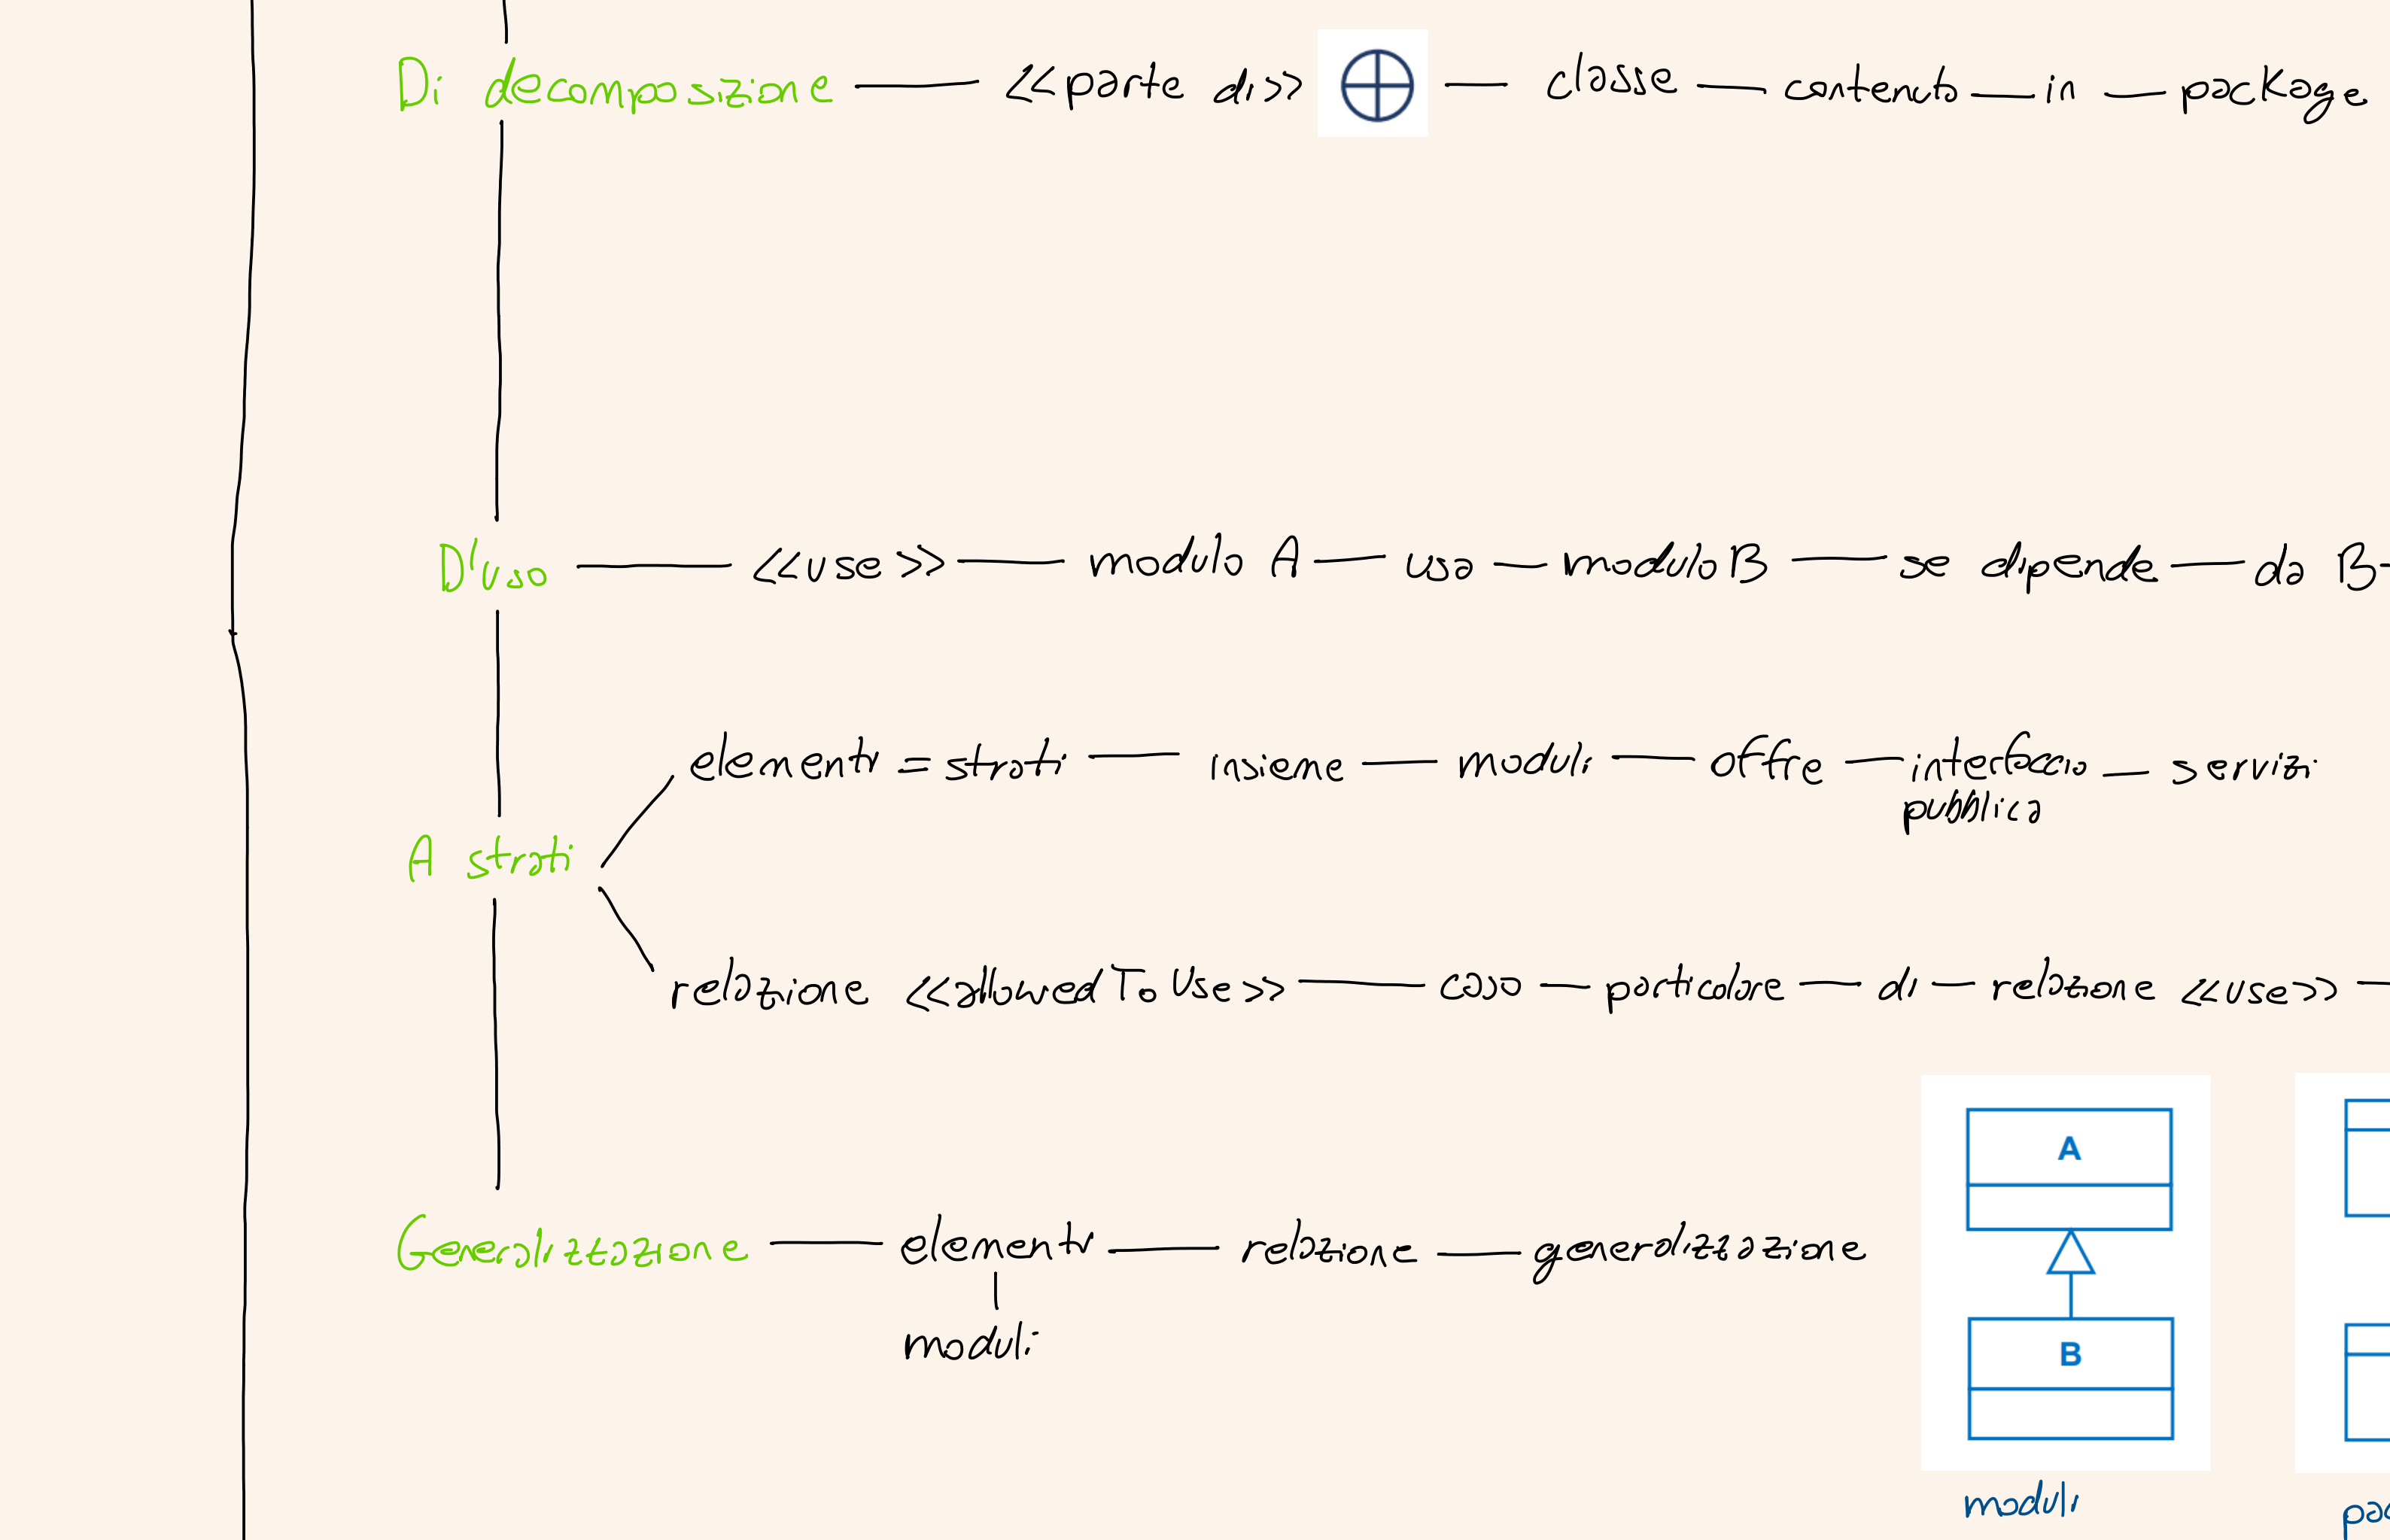 Di decomposizione — <<parte di>> — classe — contenuto — in — package
D'uso — <<use>> — modulo A — usa — modulo B — se dipende — da B —
elementi = strati — insieme — moduli — offre — interfaccia — servizi
pubblica
A strati
relazione <<allowedToUse>> — caso — particolare — di — relazione <<use>> —
Generalizzazione — elementi — relazione — generalizzazione
moduli
A
B
moduli